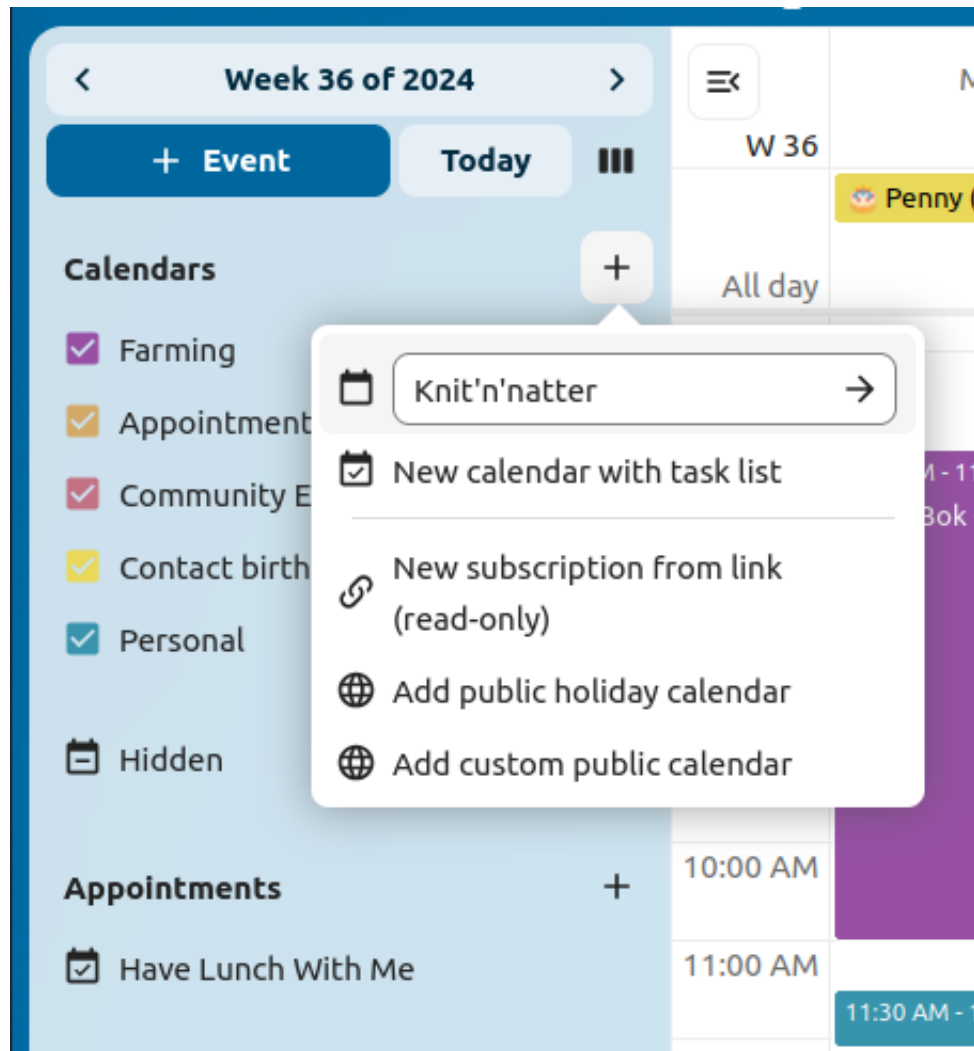 Week 36 of 2024
+ Event
Today
W 36
Penny (
Calendars
All day
Farming
Appointment
Community E
Contact birth
Personal
Hidden
Knit'n'natter
New calendar with task list
New subscription from link
(read-only)
Add public holiday calendar
Add custom public calendar
Bok
10:00 AM
Appointments
Have Lunch With Me
11:00 AM
11:30 AM -